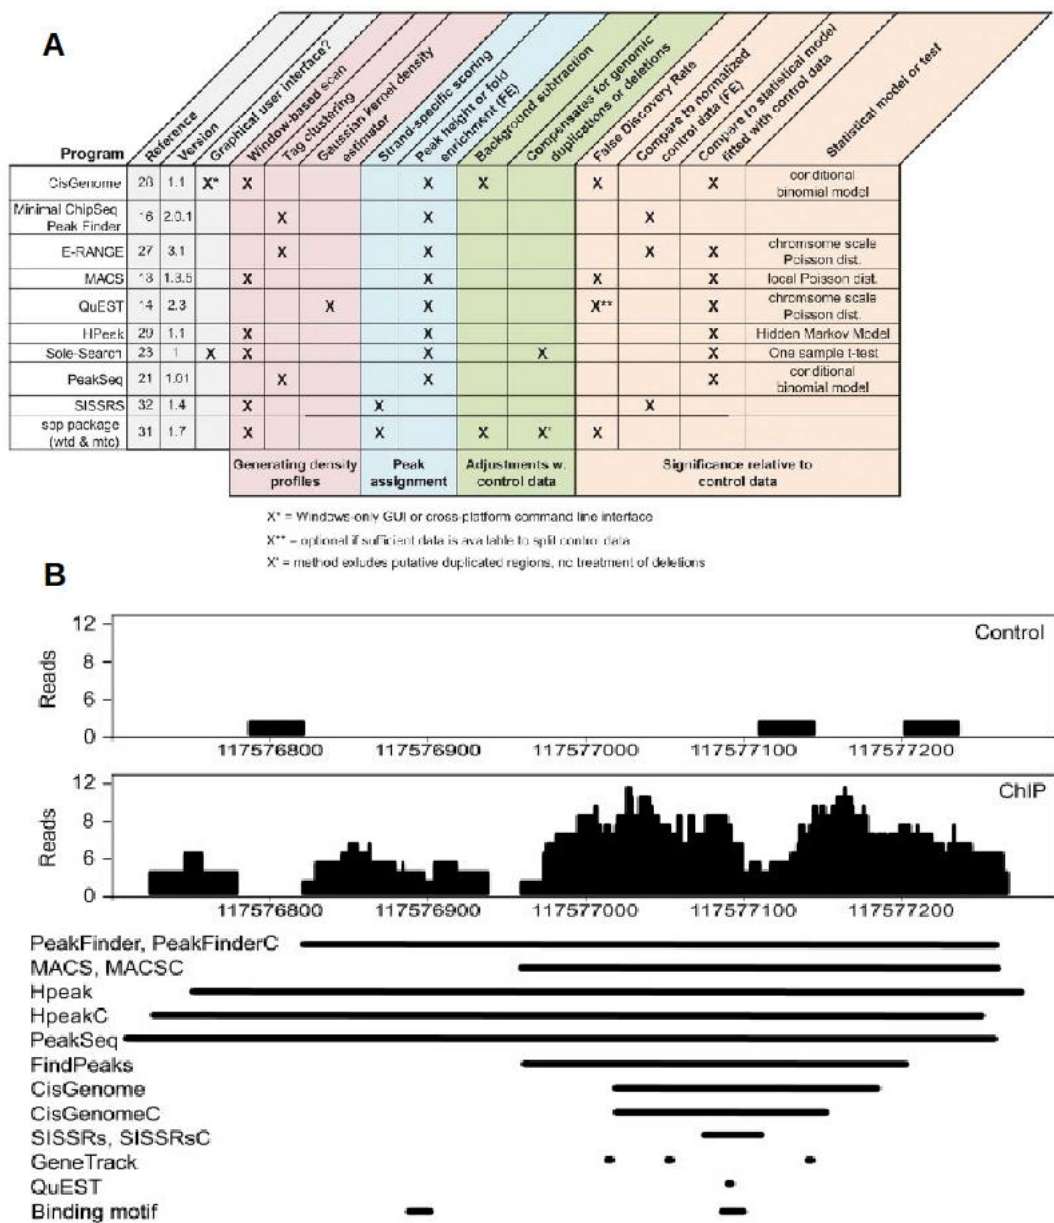 A
Program
Reference
Version
Graphical user interface?
Window-based scan
Tag clustering
Gaussian kernel density
estimator
Strand-specific scoring
Peak height or fold
enrichment (FE)
Background subtraction
Compensates for genomic
duplications or deletions
False Discovery Rate
Compare to normalized
control data (FE)
Compare to statistical model
fitted with control data
Statistical model or test
CisGenome 28 1.1 X* X X X X X conditional
binomial model
Minimal ChipSeq
Peak Finder 16 2.0.1 X X X
E-RANGE 27 3.1 X X X X chromsome scale
Poisson dist.
MACS 13 1.3.5 X X X X local Poisson dist.
QuEST 14 2.3 X X X** X chromsome scale
Poisson dist.
HPeek 29 1.1 X X X Hidden Markov Model
Sole-Search 23 1 X X X X X One sample t-test
PeakSeq 21 1.01 X X X conditional
binomial model
SISSRS 32 1.4 X X X
spp package
(wtd & mtc) 31 1.7 X X X X' X
Generating density
profiles
Peak
assignment
Adjustments w.
control data
Significance relative to
control data
X* = Windows-only GUI or cross-platform command line interface
X** = optional if sufficient data is available to split control data
X' = method exludes putative duplicated regions, no treatment of deletions
B
Control
Reads
12
8
6
0
117576800 117576900 117577000 117577100 117577200
ChIP
Reads
12
8
6
0
117576800 117576900 117577000 117577100 117577200
PeakFinder, PeakFinderC
MACS, MACSC
Hpeak
HpeakC
PeakSeq
FindPeaks
CisGenome
CisGenomeC
SISSRs, SISSRsC
GeneTrack
QuEST
Binding motif